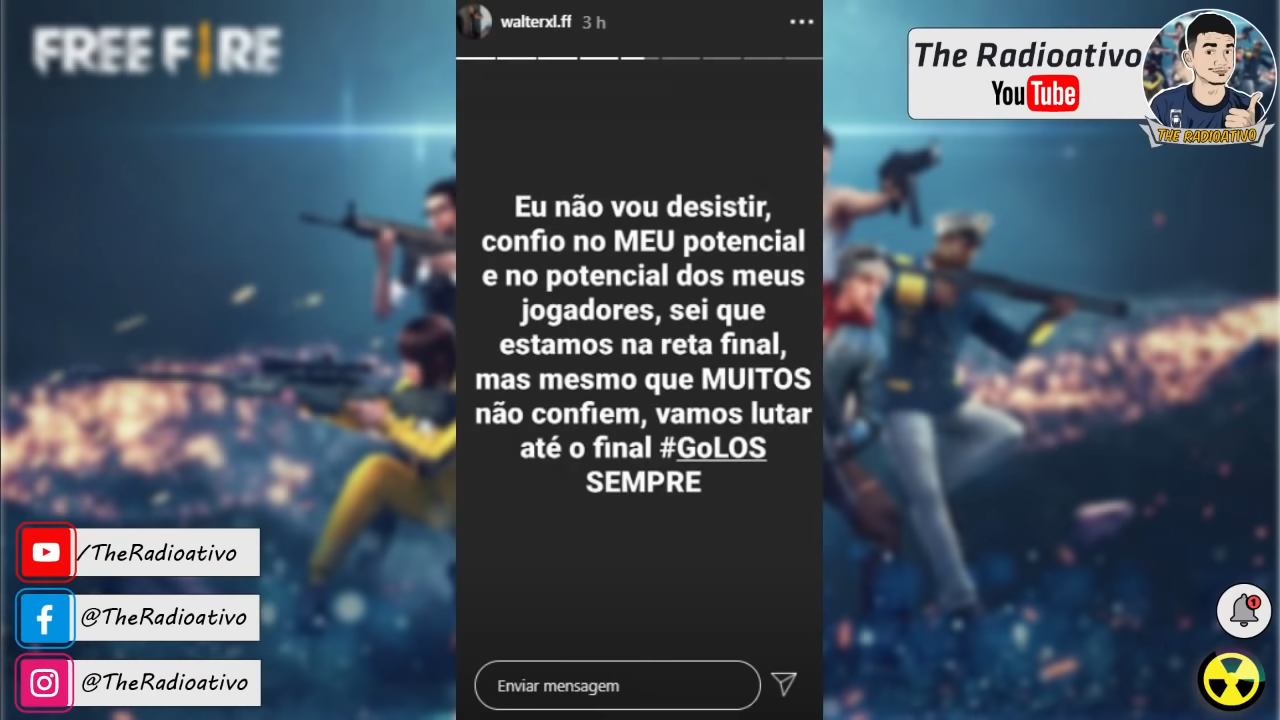 FREE FIRE
walterxl.ff 3 h
The Radioativo
YouTube
THE RADIOATIVO
Eu não vou desistir,
confio no MEU potencial
e no potencial dos meus
jogadores, sei que
estamos na reta final,
mas mesmo que MUITOS
não confiem, vamos lutar
até o final #GoLOS
SEMPRE
/TheRadioativo
@TheRadioativo
@TheRadioativo
Enviar mensagem
1